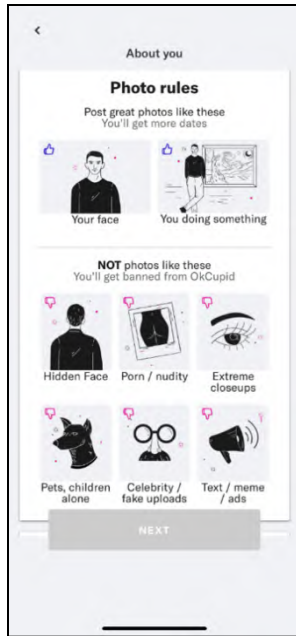 About you
Photo rules
Post great photos like these
You'll get more dates
Your face
You doing something
NOT photos like these
You'll get banned from OkCupid
Hidden Face
Porn / nudity
Extreme
closeups
Pets, children
alone
Celebrity /
fake uploads
Text / meme
/ ads
NEXT